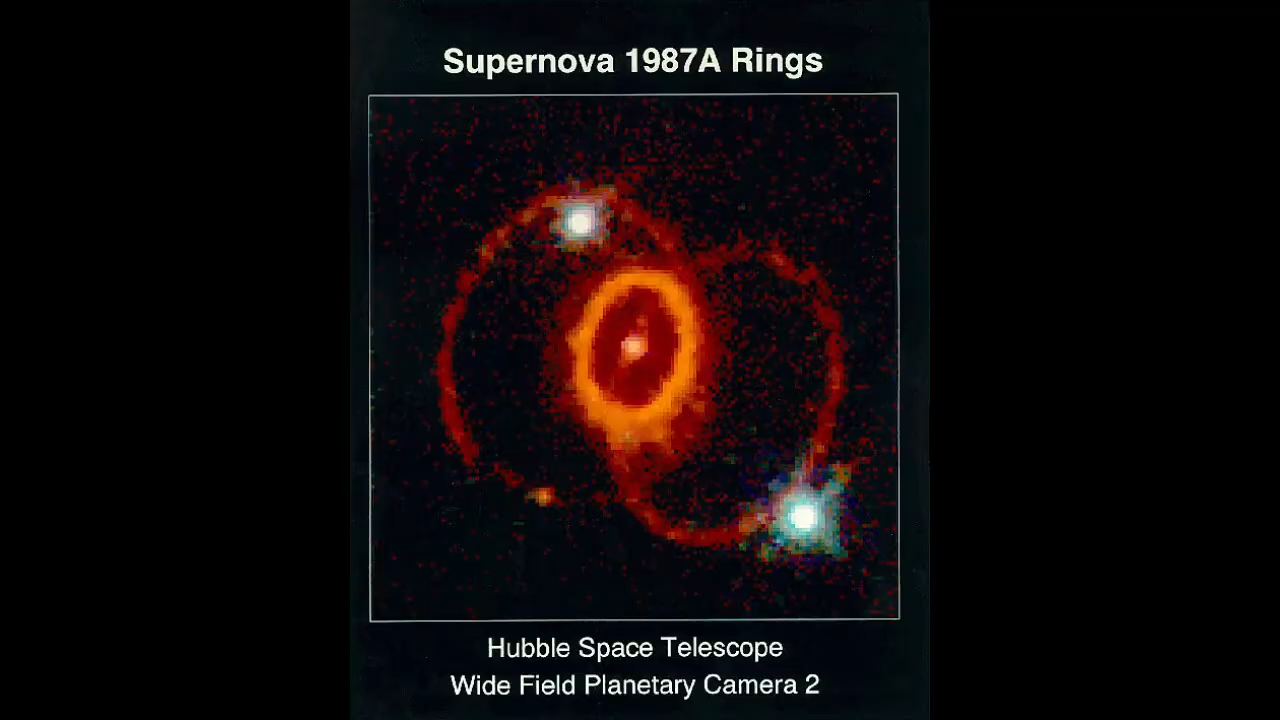 Supernova 1987A Rings
Hubble Space Telescope
Wide Field Planetary Camera 2